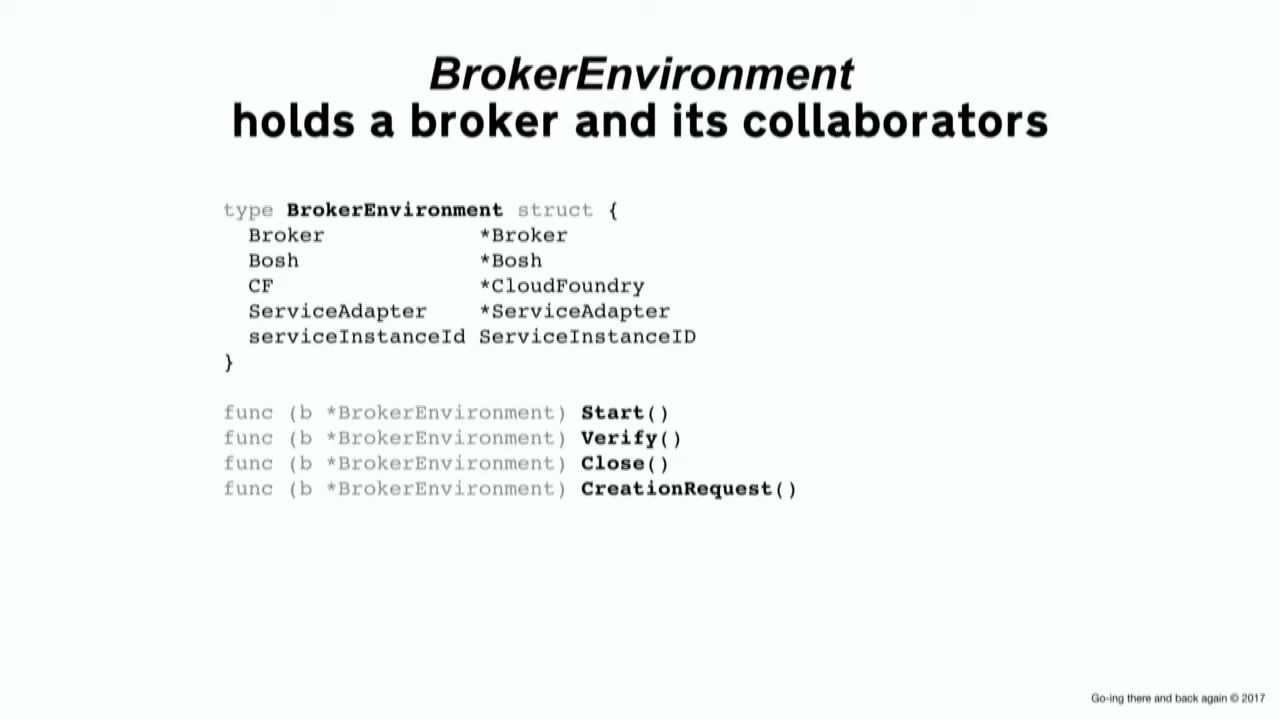 BrokerEnvironment
holds a broker and its collaborators
type BrokerEnvironment struct {
  Broker            *Broker
  Bosh              *Bosh
  CF                *CloudFoundry
  ServiceAdapter    *ServiceAdapter
  serviceInstanceId ServiceInstanceID
}
func (b *BrokerEnvironment) Start()
func (b *BrokerEnvironment) Verify()
func (b *BrokerEnvironment) Close()
func (b *BrokerEnvironment) CreationRequest()
Go-ing there and back again © 2017